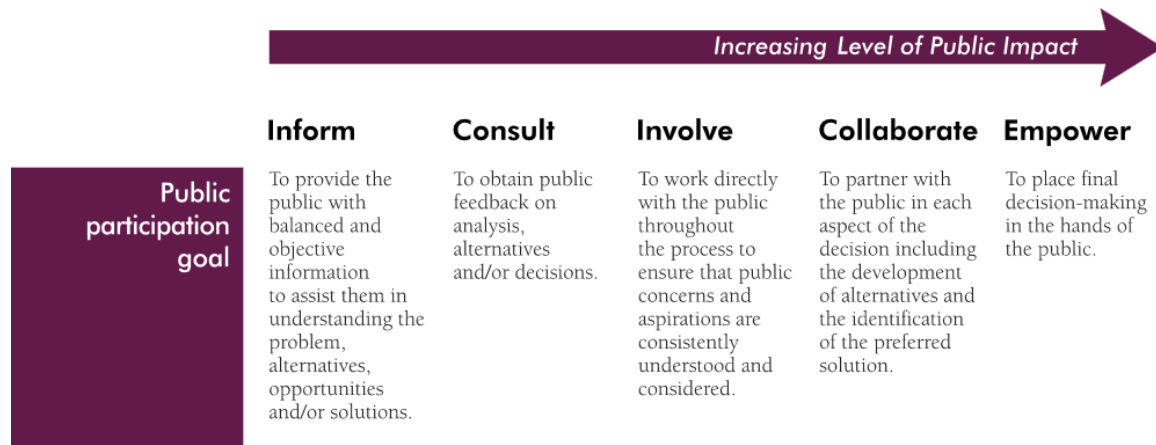 Increasing Level of Public Impact
Inform
Consult
Involve
Collaborate
Empower
Public
participation
goal
To provide the
public with
balanced and
objective
information
to assist them in
understanding the
problem,
alternatives,
opportunities
and/or solutions.
To obtain public
feedback on
analysis,
alternatives
and/or decisions.
To work directly
with the public
throughout
the process to
ensure that public
concerns and
aspirations are
consistently
understood and
considered.
To partner with
the public in each
aspect of the
decision including
the development
of alternatives and
the identification
of the preferred
solution.
To place final
decision-making
in the hands of
the public.